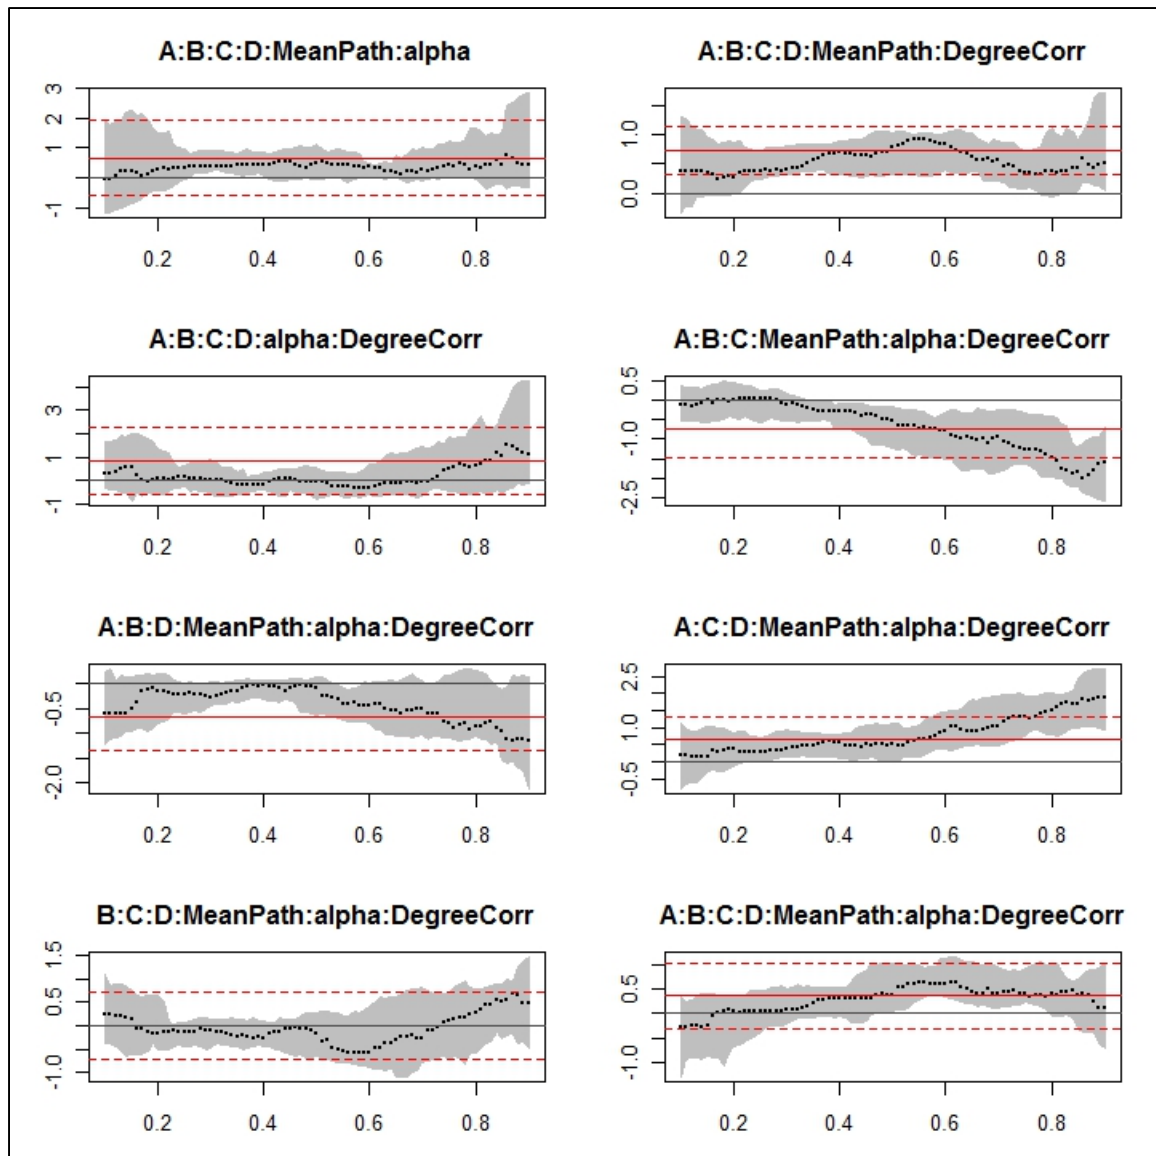 A:B:C:D:MeanPath:alpha
A:B:C:D:MeanPath:DegreeCorr
3
2
1
-1
0.2 0.4 0.6 0.8
1.0
0.0
0.2 0.4 0.6 0.8
A:B:C:D:alpha:DegreeCorr
A:B:C:MeanPath:alpha:DegreeCorr
3
1
-1
0.2 0.4 0.6 0.8
0.5
-1.0
-2.5
0.2 0.4 0.6 0.8
A:B:D:MeanPath:alpha:DegreeCorr
A:C:D:MeanPath:alpha:DegreeCorr
-0.5
-2.0
0.2 0.4 0.6 0.8
2.5
1.0
-0.5
0.2 0.4 0.6 0.8
B:C:D:MeanPath:alpha:DegreeCorr
A:B:C:D:MeanPath:alpha:DegreeCorr
1.5
0.5
-1.0
0.2 0.4 0.6 0.8
0.5
-1.0
0.2 0.4 0.6 0.8